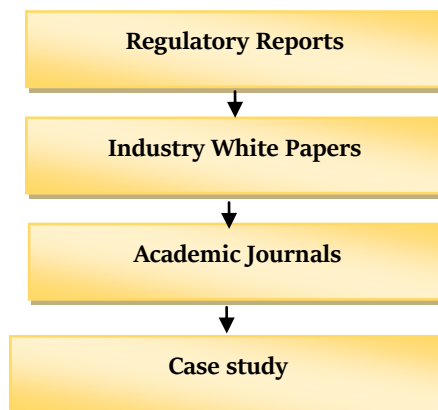 Regulatory Reports
Industry White Papers
Academic Journals
Case study